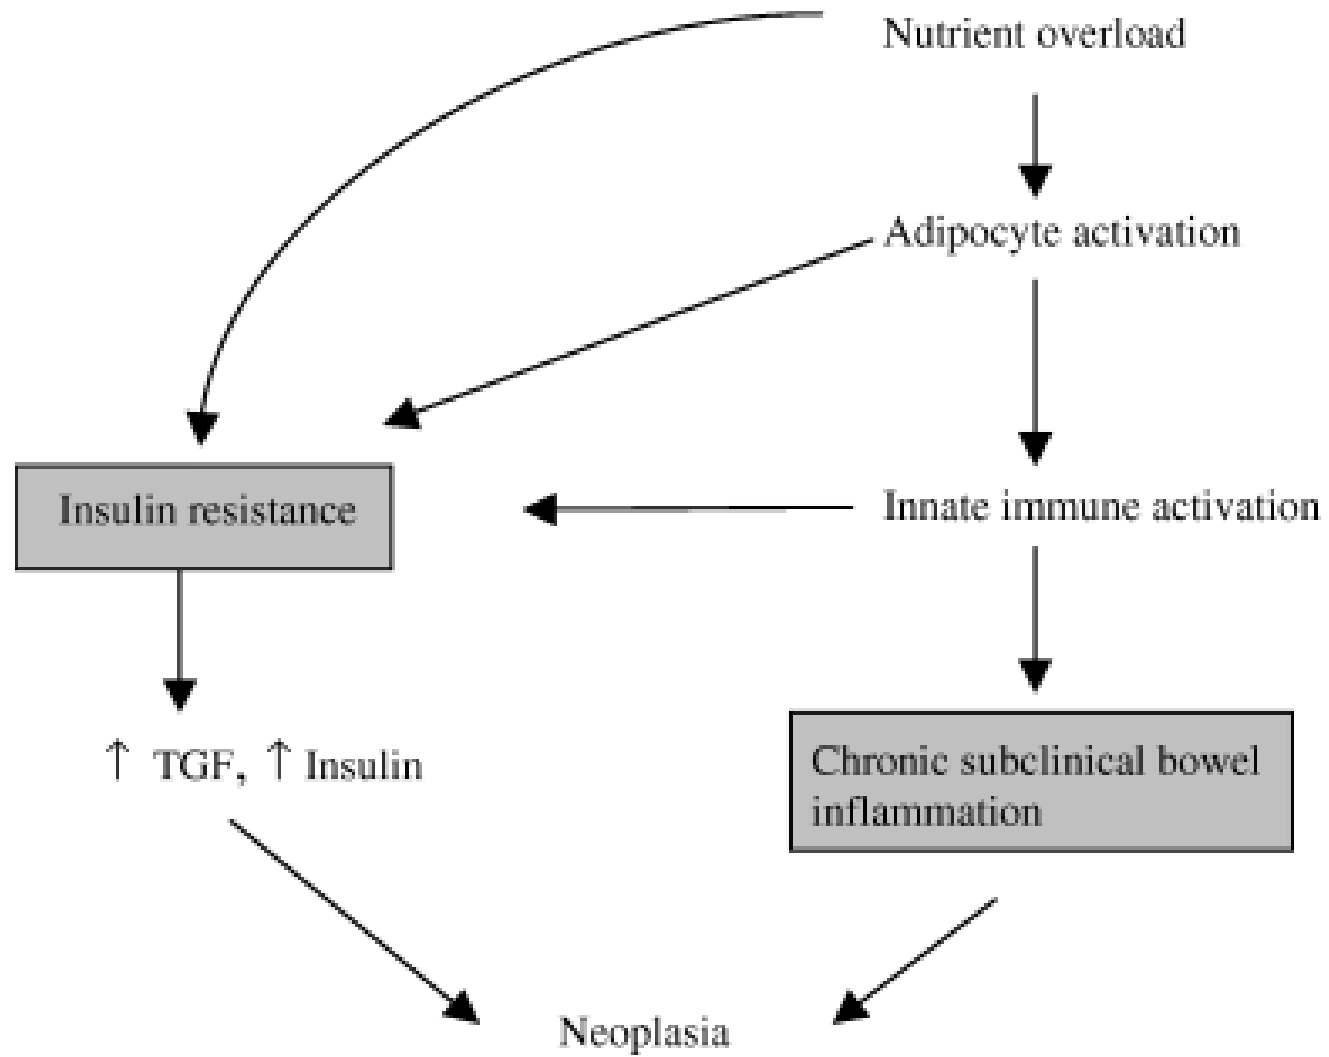 Nutrient overload
Adipocyte activation
Insulin resistance
Innate immune activation
↑ TGF, ↑ Insulin
Chronic subclinical bowel
inflammation
Neoplasia